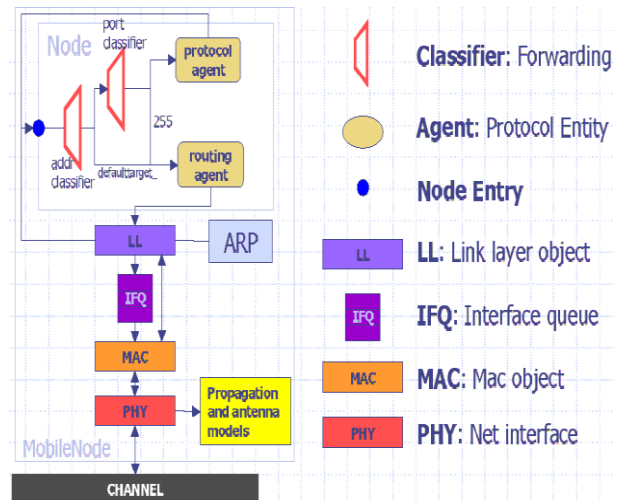 port
classifier
Node
protocol
agent
255
addr
classifier
defaulttarget_
routing
agent
LL
ARP
IFQ
MAC
PHY
Propagation
and antenna
models
MobileNode
CHANNEL
Classifier: Forwarding
Agent: Protocol Entity
Node Entry
LL
LL: Link layer object
IFQ
IFQ: Interface queue
MAC
MAC: Mac object
PHY
PHY: Net interface